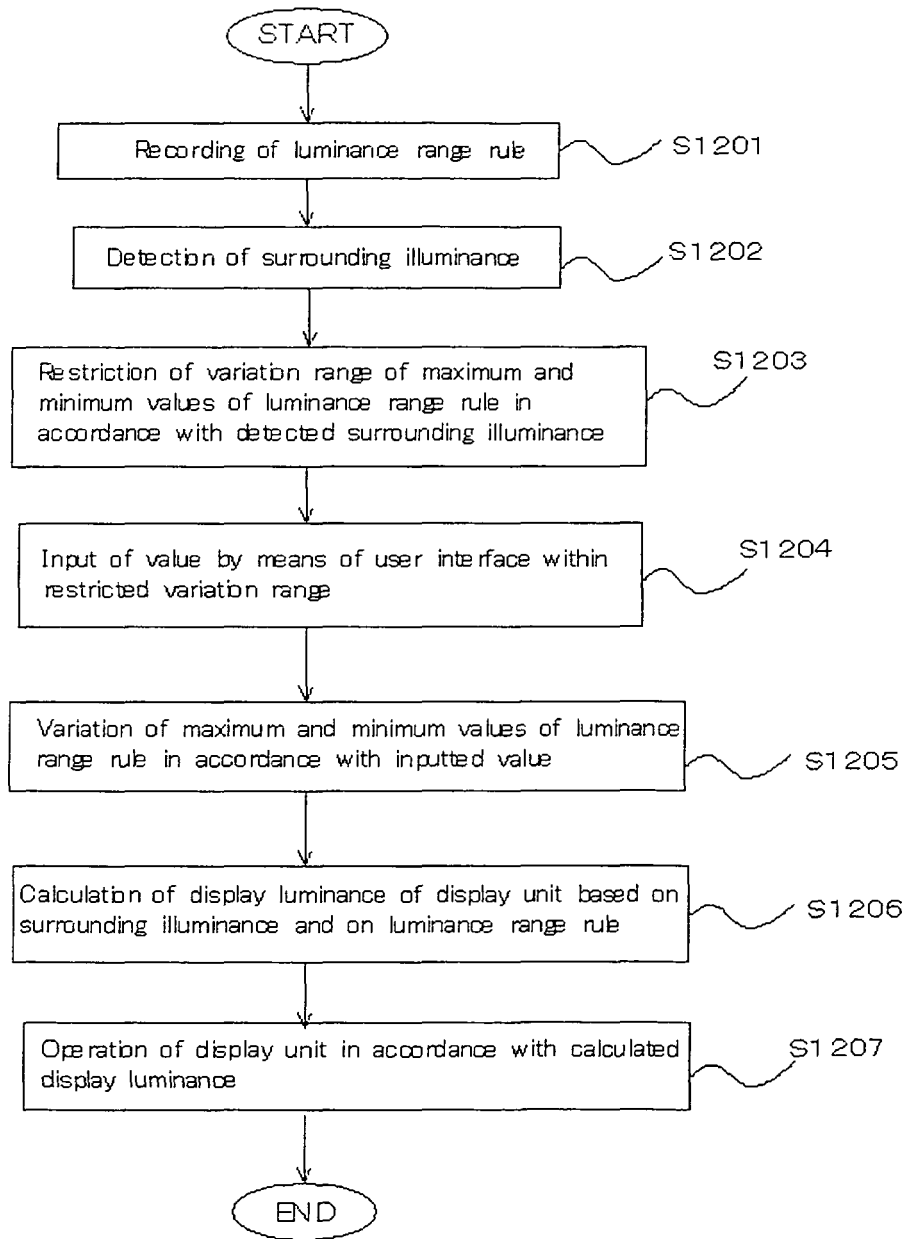 START
Recording of luminance range rule
S1201
Detection of surrounding illuminance
S1202
Restriction of variation range of maximum and
minimum values of luminance range rule in
accordance with detected surrounding illuminance
S1203
Input of value by means of user interface within
restricted variation range
S1204
Variation of maximum and minimum values of luminance
range rule in accordance with inputted value
S1205
Calculation of display luminance of display unit based on
surrounding illuminance and on luminance range rule
S1206
Operation of display unit in accordance with calculated
display luminance
S1207
END